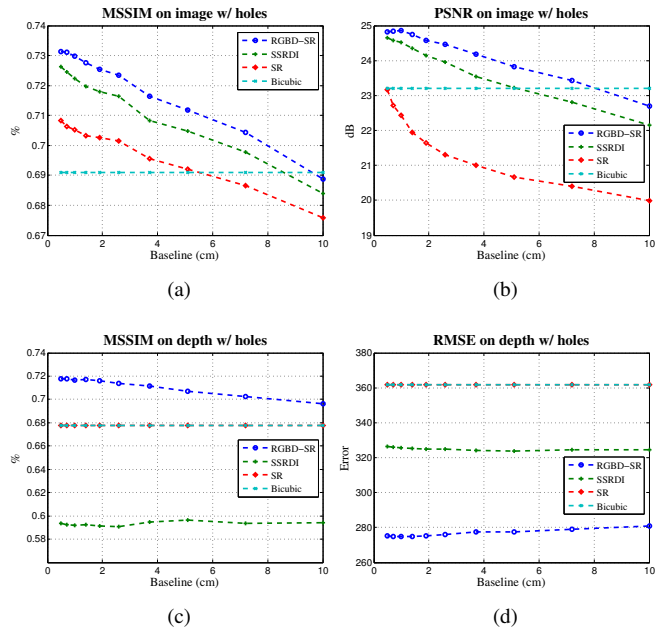 MSSIM on image w/ holes
0.74
0.73
0.72
0.71
0.7
0.69
0.68
0.67
%
RGBD-SR
SSRDI
SR
Bicubic
0 2 4 6 8 10
Baseline (cm)
(a)
PSNR on image w/ holes
25
24
23
22
21
20
19
dB
RGBD-SR
SSRDI
SR
Bicubic
0 2 4 6 8 10
Baseline (cm)
(b)
MSSIM on depth w/ holes
0.74
0.72
0.7
0.68
0.66
0.64
0.62
0.6
0.58
%
RGBD-SR
SSRDI
SR
Bicubic
0 2 4 6 8 10
Baseline (cm)
(c)
RMSE on depth w/ holes
380
360
340
320
300
280
260
Error
RGBD-SR
SSRDI
SR
Bicubic
0 2 4 6 8 10
Baseline (cm)
(d)